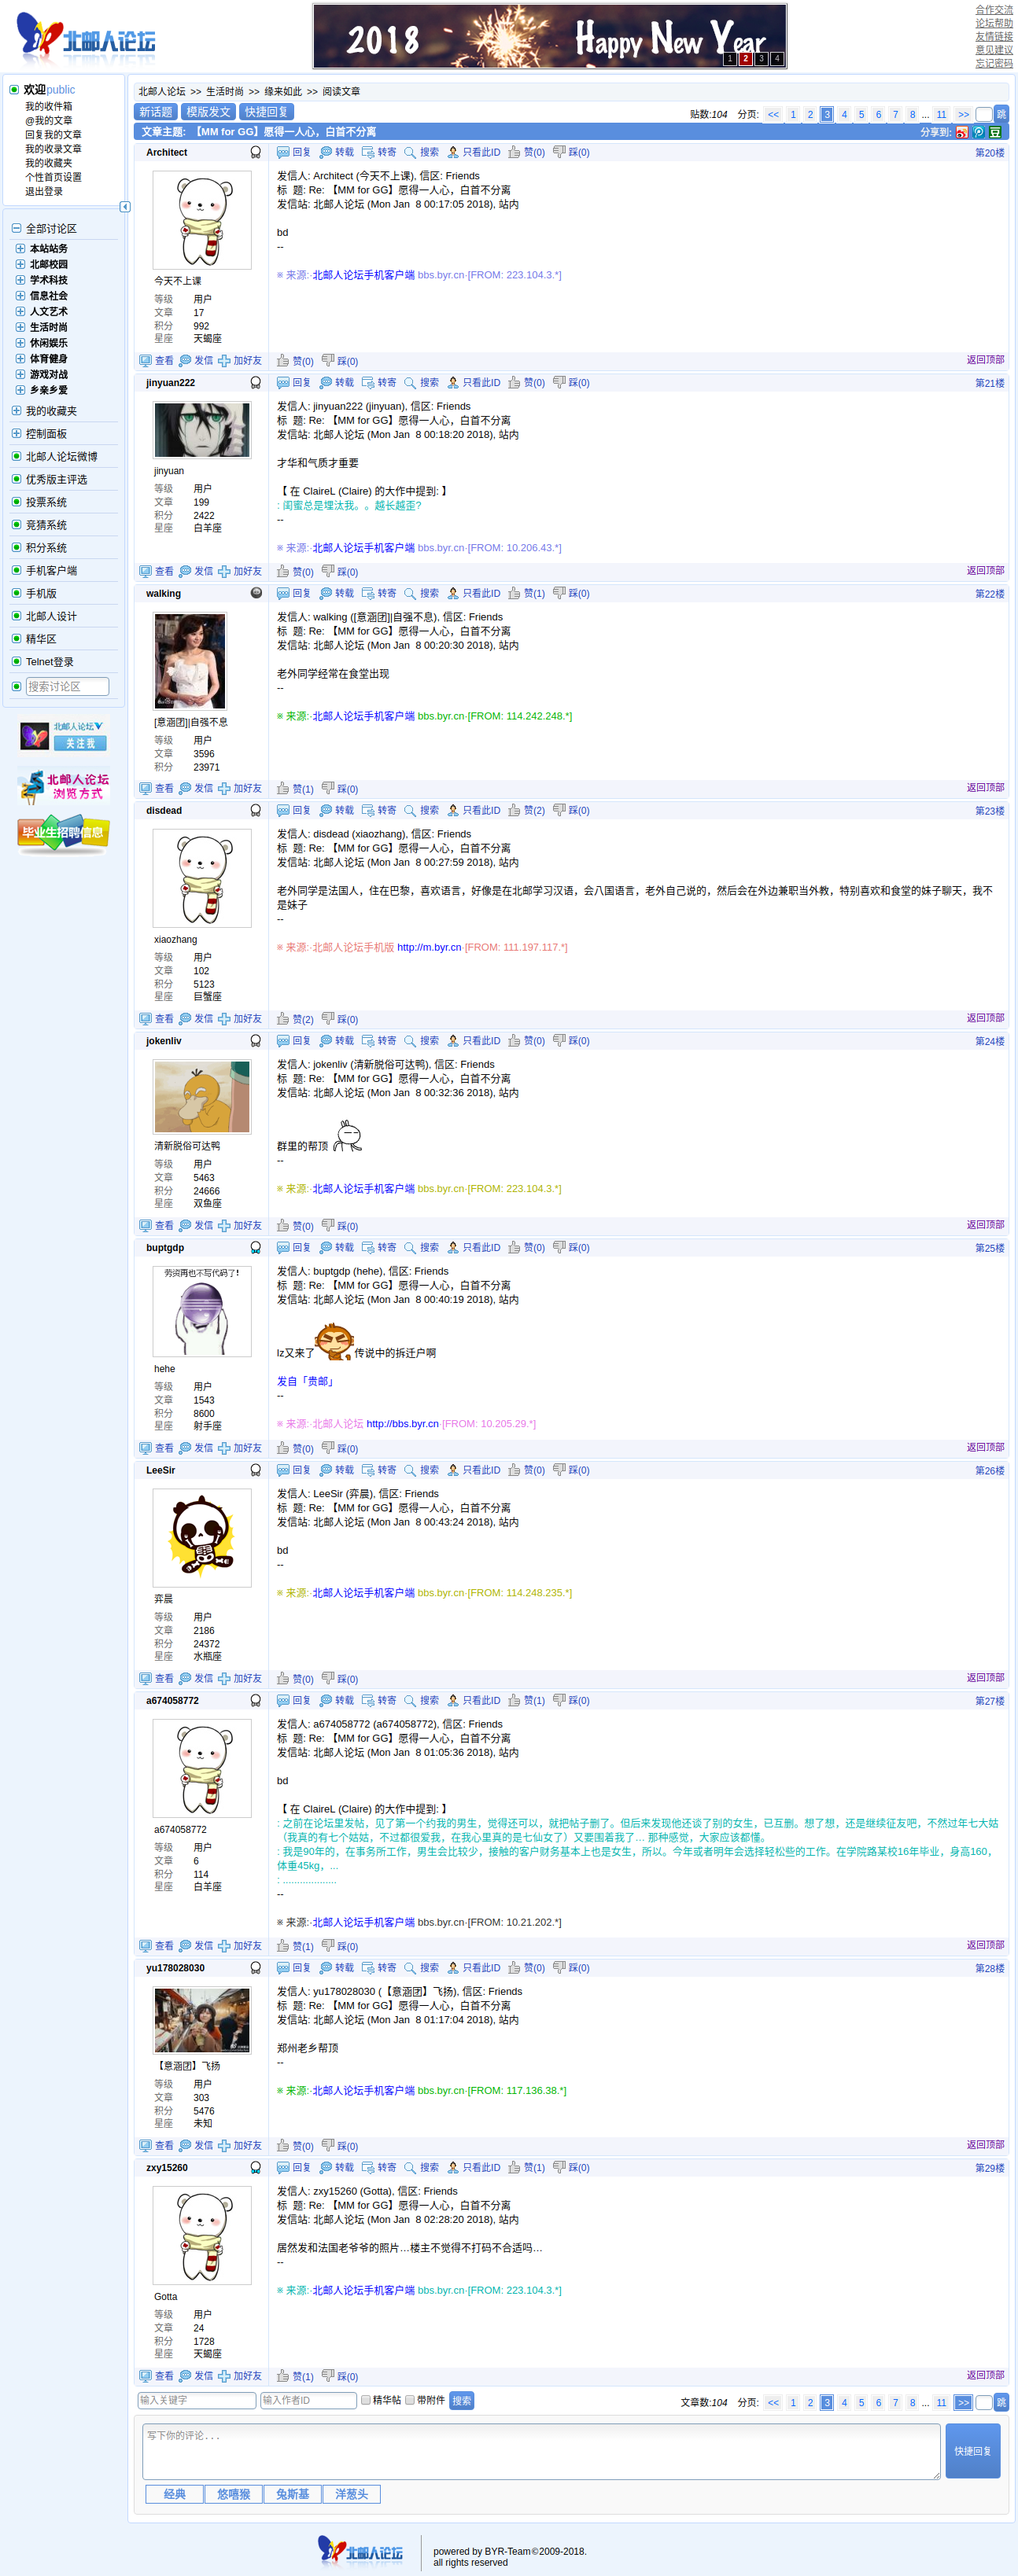 北邮人论坛
2018 Happy New Year
1 2 3 4
合作交流
论坛帮助
友情链接
意见建议
忘记密码
欢迎public
我的收件箱
@我的文章
回复我的文章
我的收录文章
我的收藏夹
个性首页设置
退出登录
全部讨论区
本站站务
北邮校园
学术科技
信息社会
人文艺术
生活时尚
休闲娱乐
体育健身
游戏对战
乡亲乡爱
我的收藏夹
控制面板
北邮人论坛微博
优秀版主评选
投票系统
竞猜系统
积分系统
手机客户端
手机版
北邮人设计
精华区
Telnet登录
搜索讨论区
北邮人论坛
关注我
北邮人论坛
浏览方式
毕业生招聘信息
北邮人论坛 >> 生活时尚 >> 缘来如此 >> 阅读文章
新话题 模版发文 快捷回复
贴数:104 分页: << 1 2 3 4 5 6 7 8 ... 11 >> 跳
文章主题: 【MM for GG】愿得一人心，白首不分离 分享到:
Architect 回复 转载 转寄 搜索 只看此ID 赞(0) 踩(0) 第20楼
发信人: Architect (今天不上课), 信区: Friends
标 题: Re: 【MM for GG】愿得一人心，白首不分离
发信站: 北邮人论坛 (Mon Jan 8 00:17:05 2018), 站内
bd
--
※ 来源:·北邮人论坛手机客户端 bbs.byr.cn·[FROM: 223.104.3.*]
今天不上课
等级 用户
文章 17
积分 992
星座 天蝎座
查看 发信 加好友 赞(0) 踩(0) 返回顶部
jinyuan222 回复 转载 转寄 搜索 只看此ID 赞(0) 踩(0) 第21楼
发信人: jinyuan222 (jinyuan), 信区: Friends
标 题: Re: 【MM for GG】愿得一人心，白首不分离
发信站: 北邮人论坛 (Mon Jan 8 00:18:20 2018), 站内
才华和气质才重要
【 在 ClaireL (Claire) 的大作中提到: 】
: 闺蜜总是埋汰我。。越长越歪?
--
※ 来源:·北邮人论坛手机客户端 bbs.byr.cn·[FROM: 10.206.43.*]
jinyuan
等级 用户
文章 199
积分 2422
星座 白羊座
查看 发信 加好友 赞(0) 踩(0) 返回顶部
walking 回复 转载 转寄 搜索 只看此ID 赞(1) 踩(0) 第22楼
发信人: walking ([意涵团]|自强不息), 信区: Friends
标 题: Re: 【MM for GG】愿得一人心，白首不分离
发信站: 北邮人论坛 (Mon Jan 8 00:20:30 2018), 站内
老外同学经常在食堂出现
--
※ 来源:·北邮人论坛手机客户端 bbs.byr.cn·[FROM: 114.242.248.*]
[意涵团]|自强不息
等级 用户
文章 3596
积分 23971
查看 发信 加好友 赞(1) 踩(0) 返回顶部
disdead 回复 转载 转寄 搜索 只看此ID 赞(2) 踩(0) 第23楼
发信人: disdead (xiaozhang), 信区: Friends
标 题: Re: 【MM for GG】愿得一人心，白首不分离
发信站: 北邮人论坛 (Mon Jan 8 00:27:59 2018), 站内
老外同学是法国人，住在巴黎，喜欢语言，好像是在北邮学习汉语，会八国语言，老外自己说的，然后会在外边兼职当外教，特别喜欢和食堂的妹子聊天，我不
是妹子
--
※ 来源:·北邮人论坛手机版 http://m.byr.cn·[FROM: 111.197.117.*]
xiaozhang
等级 用户
文章 102
积分 5123
星座 巨蟹座
查看 发信 加好友 赞(2) 踩(0) 返回顶部
jokenliv 回复 转载 转寄 搜索 只看此ID 赞(0) 踩(0) 第24楼
发信人: jokenliv (清新脱俗可达鸭), 信区: Friends
标 题: Re: 【MM for GG】愿得一人心，白首不分离
发信站: 北邮人论坛 (Mon Jan 8 00:32:36 2018), 站内
群里的帮顶
--
※ 来源:·北邮人论坛手机客户端 bbs.byr.cn·[FROM: 223.104.3.*]
清新脱俗可达鸭
等级 用户
文章 5463
积分 24666
星座 双鱼座
查看 发信 加好友 赞(0) 踩(0) 返回顶部
buptgdp 回复 转载 转寄 搜索 只看此ID 赞(0) 踩(0) 第25楼
劳资再也不写代码了!
发信人: buptgdp (hehe), 信区: Friends
标 题: Re: 【MM for GG】愿得一人心，白首不分离
发信站: 北邮人论坛 (Mon Jan 8 00:40:19 2018), 站内
lz又来了 传说中的拆迁户啊
发自「贵邮」
--
※ 来源:·北邮人论坛 http://bbs.byr.cn·[FROM: 10.205.29.*]
hehe
等级 用户
文章 1543
积分 8600
星座 射手座
查看 发信 加好友 赞(0) 踩(0) 返回顶部
LeeSir 回复 转载 转寄 搜索 只看此ID 赞(0) 踩(0) 第26楼
发信人: LeeSir (弈晨), 信区: Friends
标 题: Re: 【MM for GG】愿得一人心，白首不分离
发信站: 北邮人论坛 (Mon Jan 8 00:43:24 2018), 站内
bd
--
※ 来源:·北邮人论坛手机客户端 bbs.byr.cn·[FROM: 114.248.235.*]
弈晨
等级 用户
文章 2186
积分 24372
星座 水瓶座
查看 发信 加好友 赞(0) 踩(0) 返回顶部
a674058772 回复 转载 转寄 搜索 只看此ID 赞(1) 踩(0) 第27楼
发信人: a674058772 (a674058772), 信区: Friends
标 题: Re: 【MM for GG】愿得一人心，白首不分离
发信站: 北邮人论坛 (Mon Jan 8 01:05:36 2018), 站内
bd
【 在 ClaireL (Claire) 的大作中提到: 】
: 之前在论坛里发帖，见了第一个约我的男生，觉得还可以，就把帖子删了。但后来发现他还谈了别的女生，已互删。想了想，还是继续征友吧，不然过年七大姑
（我真的有七个姑姑，不过都很爱我，在我心里真的是七仙女了）又要围着我了… 那种感觉，大家应该都懂。
: 我是90年的，在事务所工作，男生会比较少，接触的客户财务基本上也是女生，所以。今年或者明年会选择轻松些的工作。在学院路某校16年毕业，身高160，
体重45kg，...
: ...................
--
※ 来源:·北邮人论坛手机客户端 bbs.byr.cn·[FROM: 10.21.202.*]
a674058772
等级 用户
文章 6
积分 114
星座 白羊座
查看 发信 加好友 赞(1) 踩(0) 返回顶部
yu178028030 回复 转载 转寄 搜索 只看此ID 赞(0) 踩(0) 第28楼
发信人: yu178028030 (【意涵团】飞扬), 信区: Friends
标 题: Re: 【MM for GG】愿得一人心，白首不分离
发信站: 北邮人论坛 (Mon Jan 8 01:17:04 2018), 站内
郑州老乡帮顶
--
※ 来源:·北邮人论坛手机客户端 bbs.byr.cn·[FROM: 117.136.38.*]
【意涵团】飞扬
等级 用户
文章 303
积分 5476
星座 未知
查看 发信 加好友 赞(0) 踩(0) 返回顶部
zxy15260 回复 转载 转寄 搜索 只看此ID 赞(1) 踩(0) 第29楼
发信人: zxy15260 (Gotta), 信区: Friends
标 题: Re: 【MM for GG】愿得一人心，白首不分离
发信站: 北邮人论坛 (Mon Jan 8 02:28:20 2018), 站内
居然发和法国老爷爷的照片…楼主不觉得不打码不合适吗…
--
※ 来源:·北邮人论坛手机客户端 bbs.byr.cn·[FROM: 223.104.3.*]
Gotta
等级 用户
文章 24
积分 1728
星座 天蝎座
查看 发信 加好友 赞(1) 踩(0) 返回顶部
输入关键字 输入作者ID 精华帖 带附件 搜索
文章数:104 分页: << 1 2 3 4 5 6 7 8 ... 11 >> 跳
写下你的评论...
快捷回复
经典 悠嘻猴 兔斯基 洋葱头
北邮人论坛
powered by BYR-Team©2009-2018.
all rights reserved